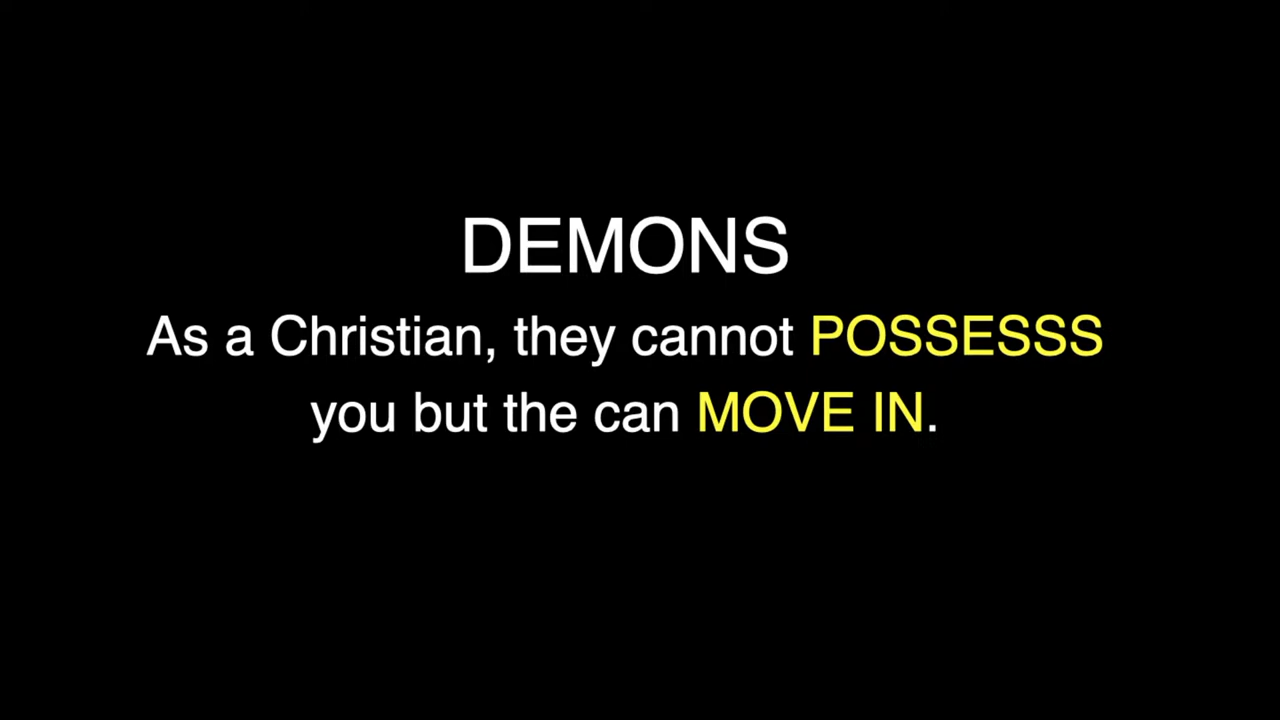 DEMONS
As a Christian, they cannot POSSESSS
you but the can MOVE IN.